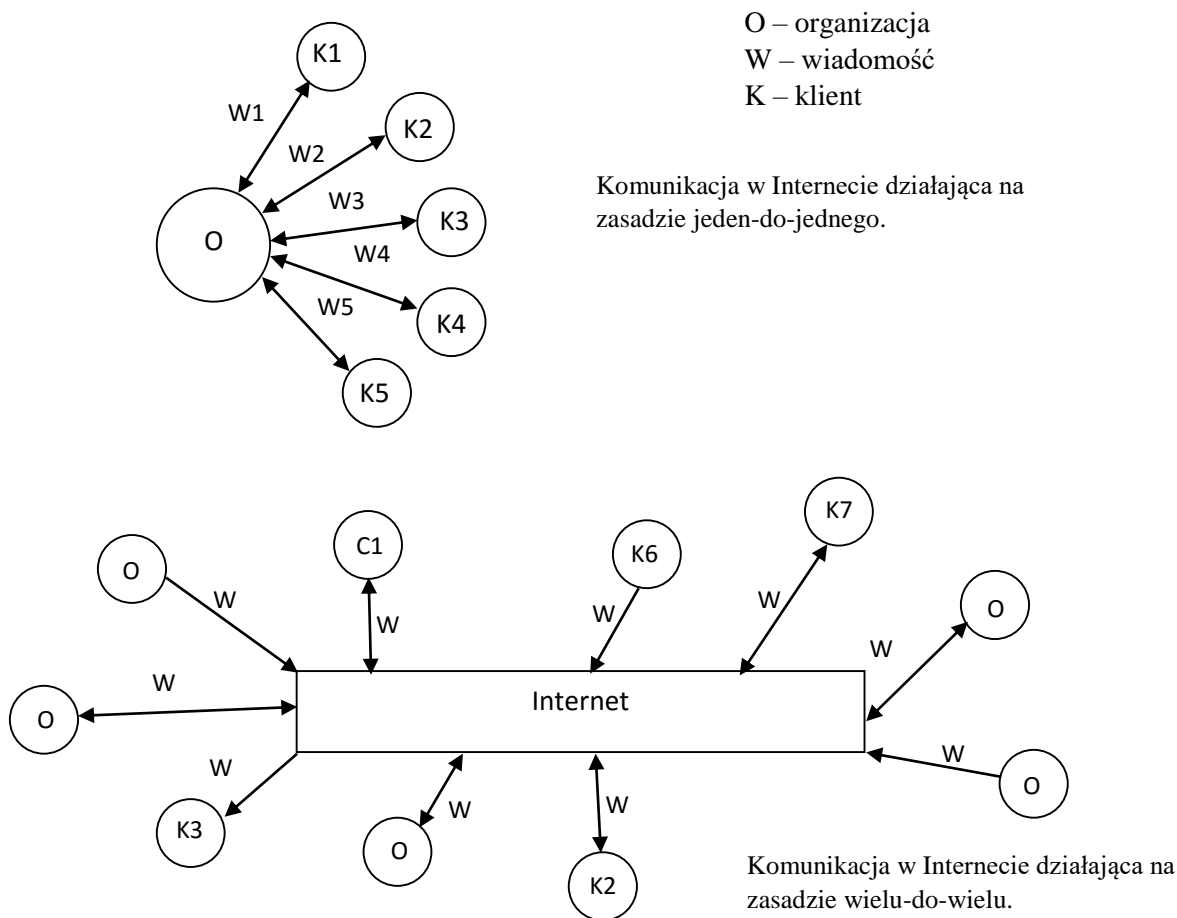 O – organizacja
W – wiadomość
K – klient
K1
W1
K2
W2
W3
K3
O
W4
W5
K4
K5
Komunikacja w Internecie działająca na
zasadzie jeden-do-jednego.
K7
C1
K6
O
W
W
W
W
O
W
W
Internet
O
W
W
O
K3
W
O
W
K2
Komunikacja w Internecie działająca na
zasadzie wielu-do-wielu.
W
O